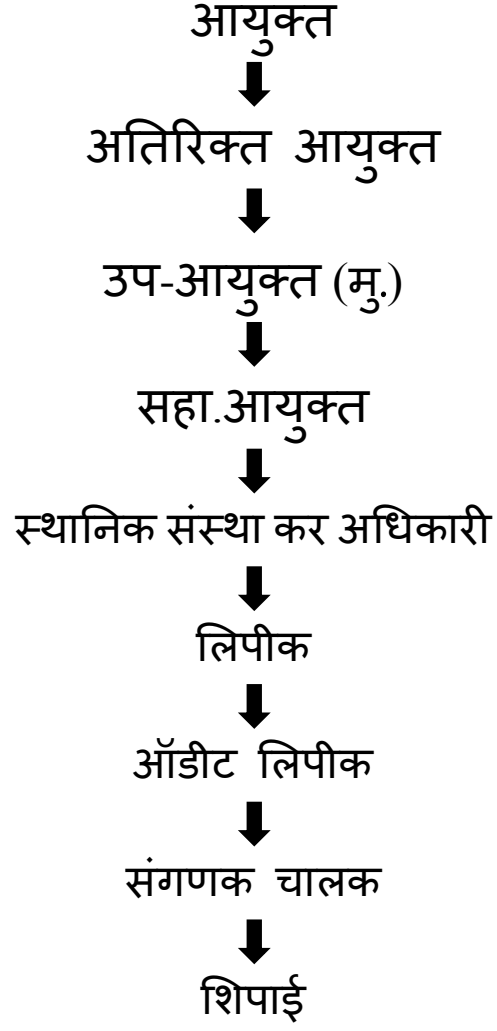 आयुक्त
अतिरिक्त आयुक्त
उप-आयुक्त (मु.)
सहा.आयुक्त
स्थानिक संस्था कर अधिकारी
लिपीक
ऑडीट लिपीक
संगणक चालक
शिपाई